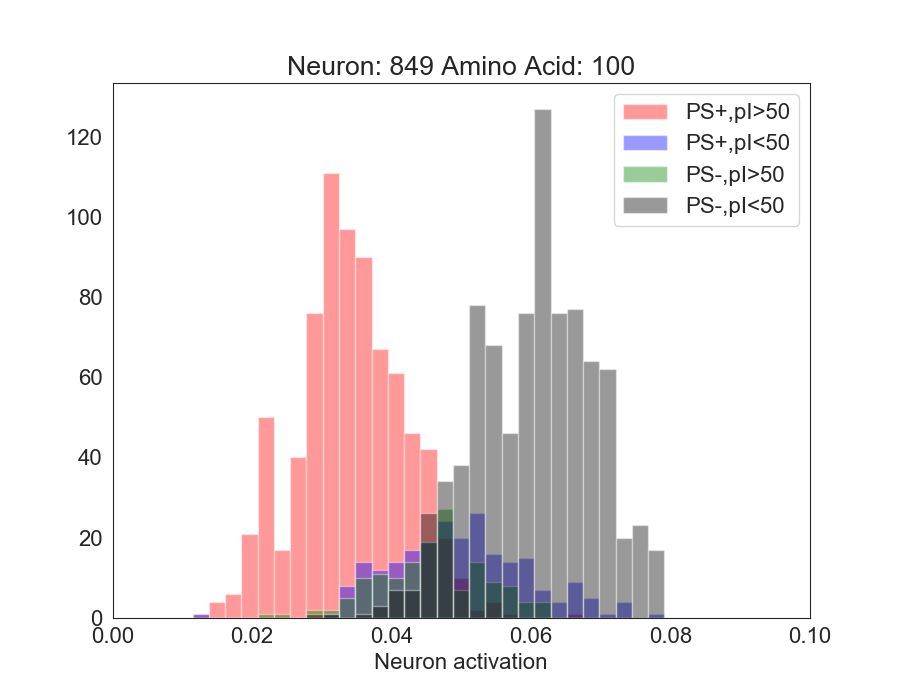 Neuron: 849 Amino Acid: 100
PS+,pI>50
PS+,pI<50
PS-,pI>50
PS-,pI<50
120
100
80
60
40
20
0
0.00 0.02 0.04 0.06 0.08 0.10
Neuron activation